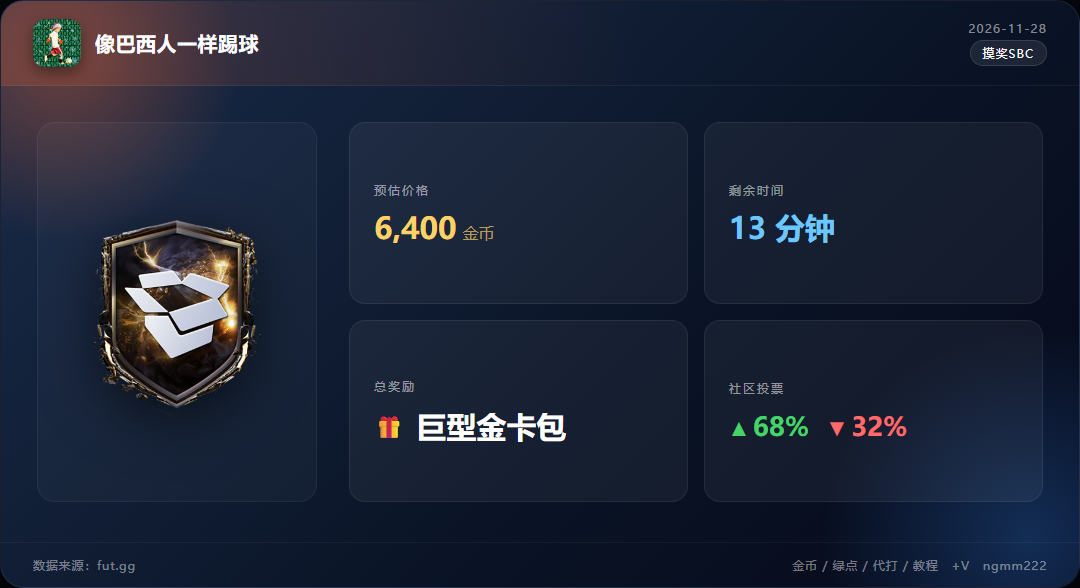 像巴西人一样踢球
2026-11-28
摸奖SBC
预估价格
6,400 金币
剩余时间
13 分钟
总奖励
巨型金卡包
社区投票
▲68% ▼32%
数据来源：fut.gg
金币 / 绿点 / 代打 / 教程 +V ngmm222